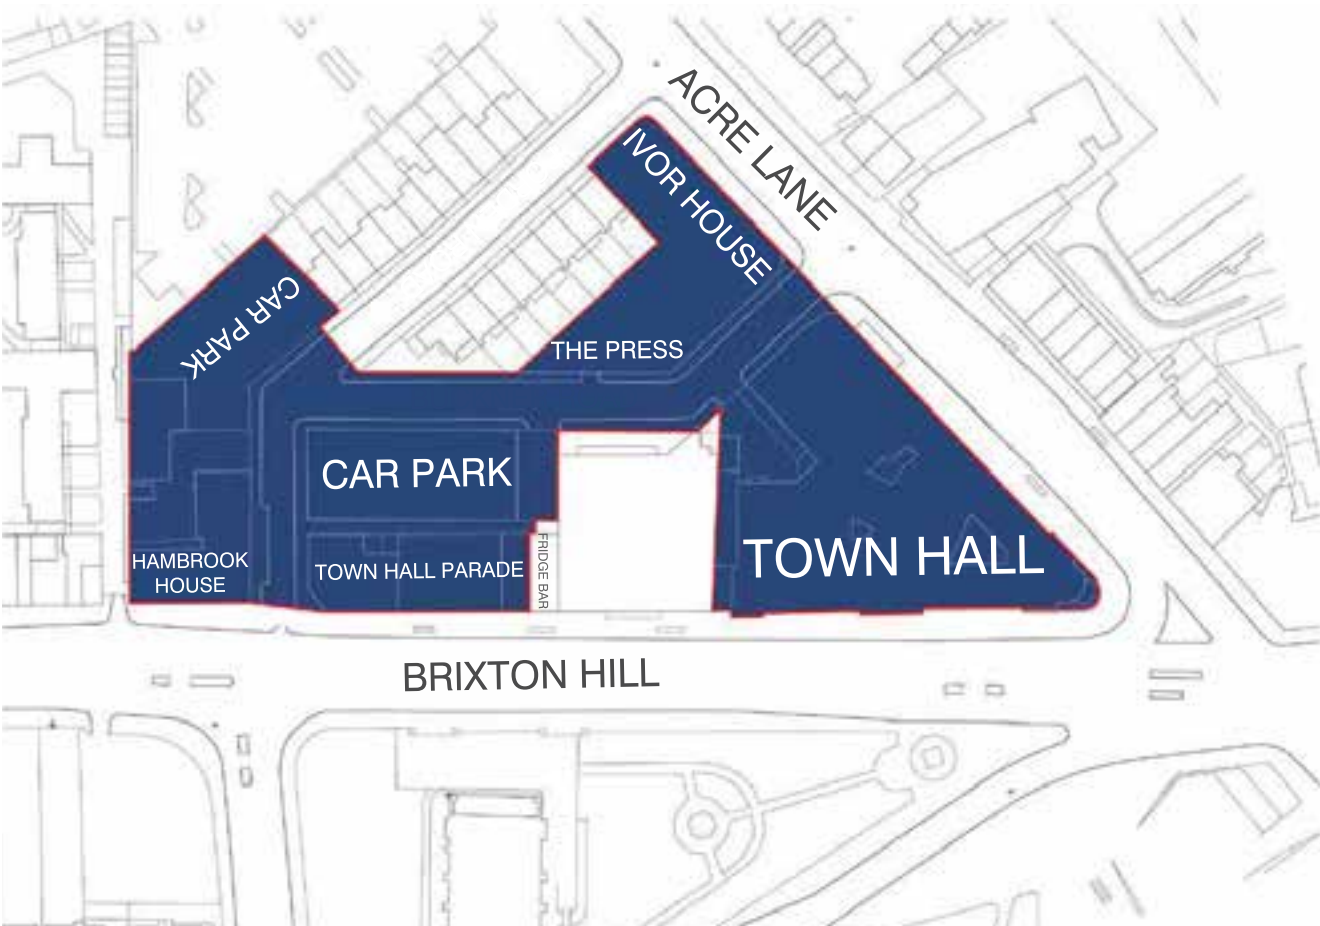 ACRE LANE
IVOR HOUSE
CAR PARK
THE PRESS
CAR PARK
HAMBROOK
HOUSE
TOWN HALL PARADE
FRIDGE BAR
TOWN HALL
BRIXTON HILL